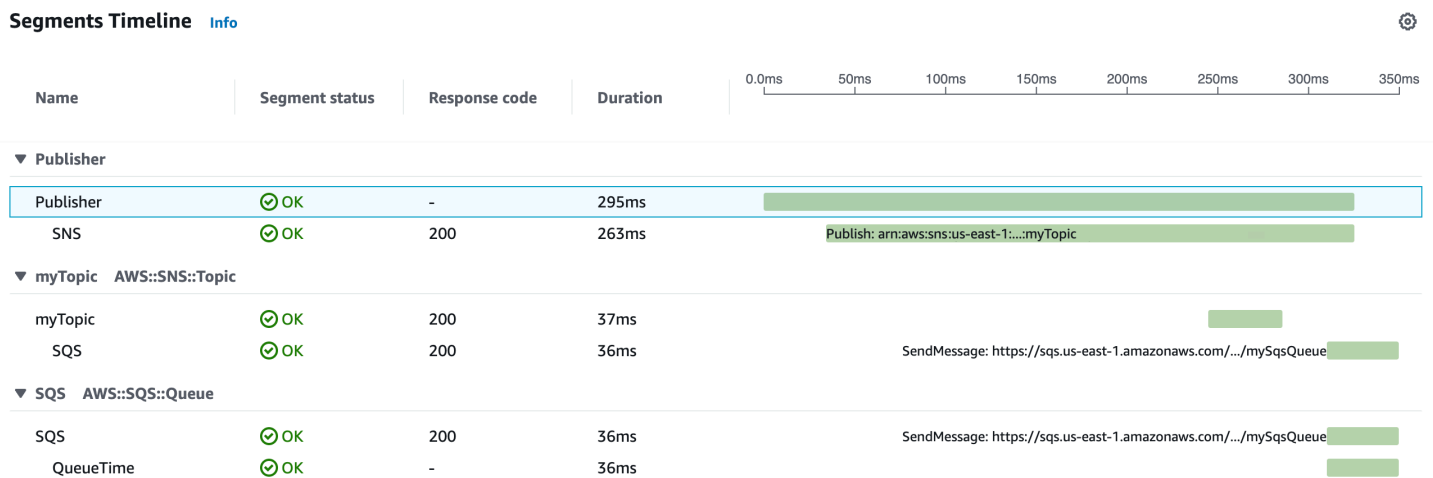 Segments Timeline Info
0.0ms 50ms 100ms 150ms 200ms 250ms 300ms 350ms
Name Segment status Response code Duration
Publisher
Publisher OK - 295ms
SNS OK 200 263ms Publish: arn:aws:sns:us-east-1:...:myTopic
myTopic AWS::SNS::Topic
myTopic OK 200 37ms
SQS OK 200 36ms SendMessage: https://sqs.us-east-1.amazonaws.com/.../mySqsQueue
SQS AWS::SQS::Queue
SQS OK 200 36ms SendMessage: https://sqs.us-east-1.amazonaws.com/.../mySqsQueue
QueueTime OK - 36ms